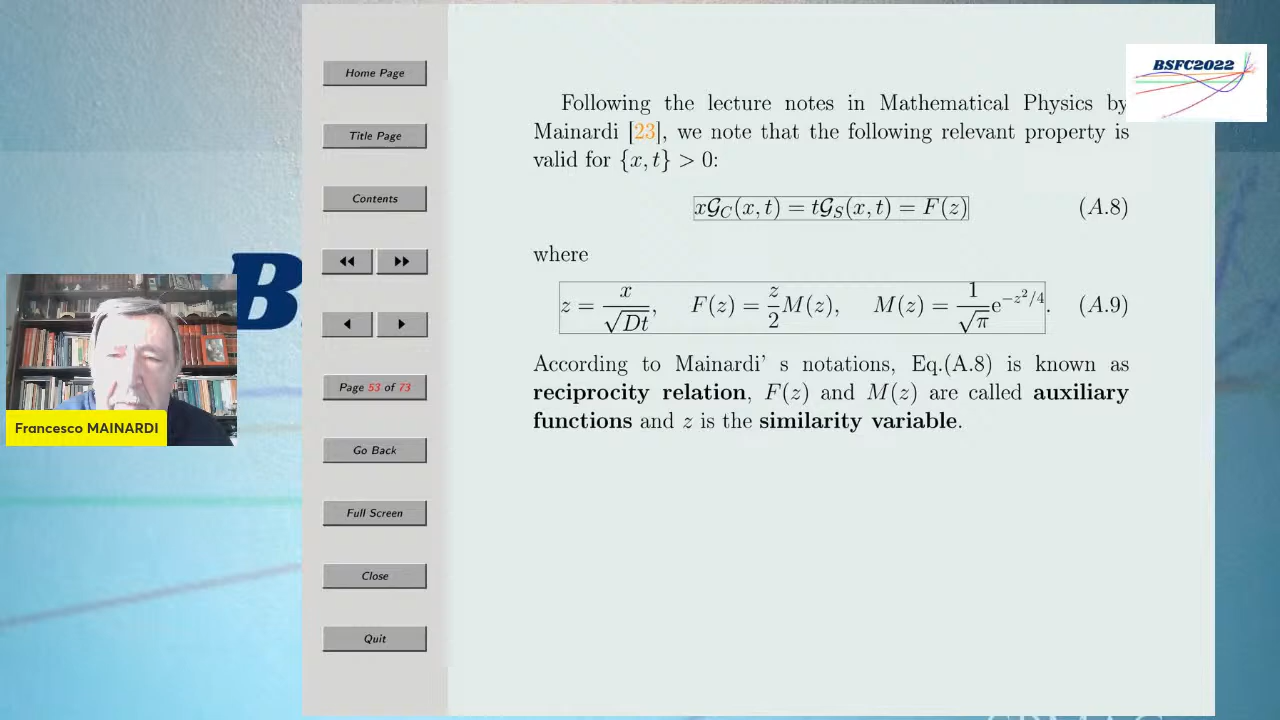 Home Page
Title Page
Contents
Page 53 of 73
Go Back
Full Screen
Close
Quit
Following the lecture notes in Mathematical Physics by
Mainardi [23], we note that the following relevant property is
valid for {x, t} > 0:
x𝒢_C(x, t) = t𝒢_S(x, t) = F(z) (A.8)
where
z = x/√(Dt), F(z) = z/2 M(z), M(z) = 1/√π e^{−z²/4}. (A.9)
According to Mainardi' s notations, Eq.(A.8) is known as
reciprocity relation, F(z) and M(z) are called auxiliary
functions and z is the similarity variable.
BSFC2022
Francesco MAINARDI
B